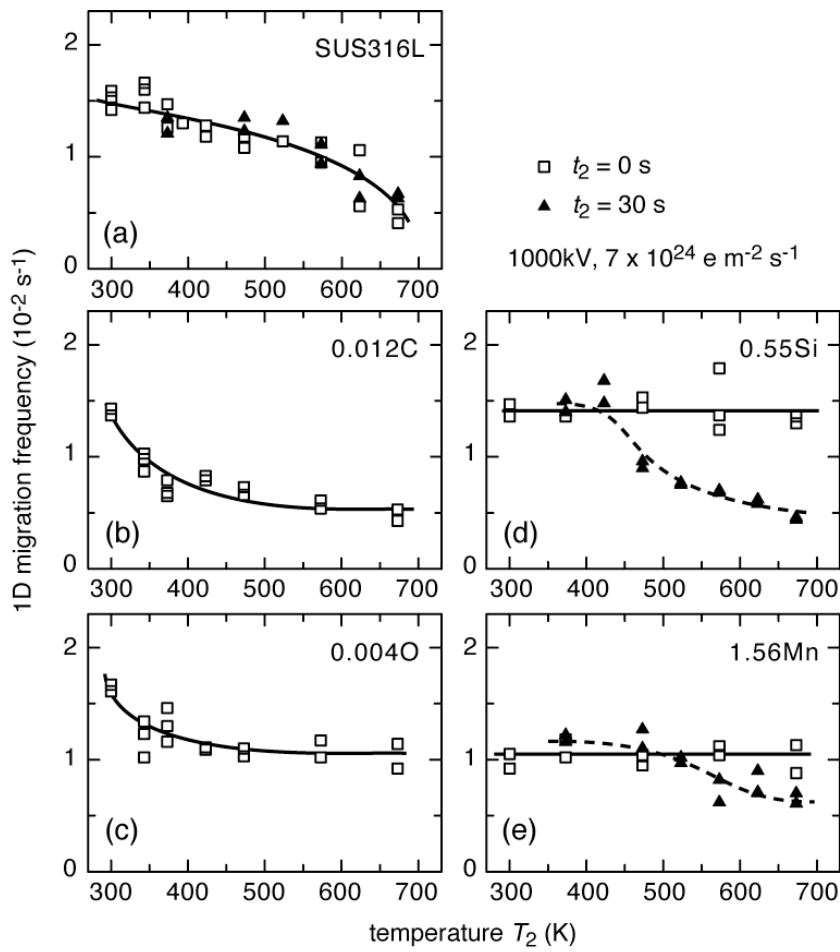 SUS316L
2
1
0
(a)
300 400 500 600 700
□ t₂ = 0 s
▲ t₂ = 30 s
1000kV, 7 x 10²⁴ e m⁻² s⁻¹
1D migration frequency (10⁻² s⁻¹)
0.012C
2
1
0
(b)
300 400 500 600 700
0.55Si
2
1
0
(d)
300 400 500 600 700
0.004O
2
1
0
(c)
300 400 500 600 700
1.56Mn
2
1
0
(e)
300 400 500 600 700
temperature T₂ (K)